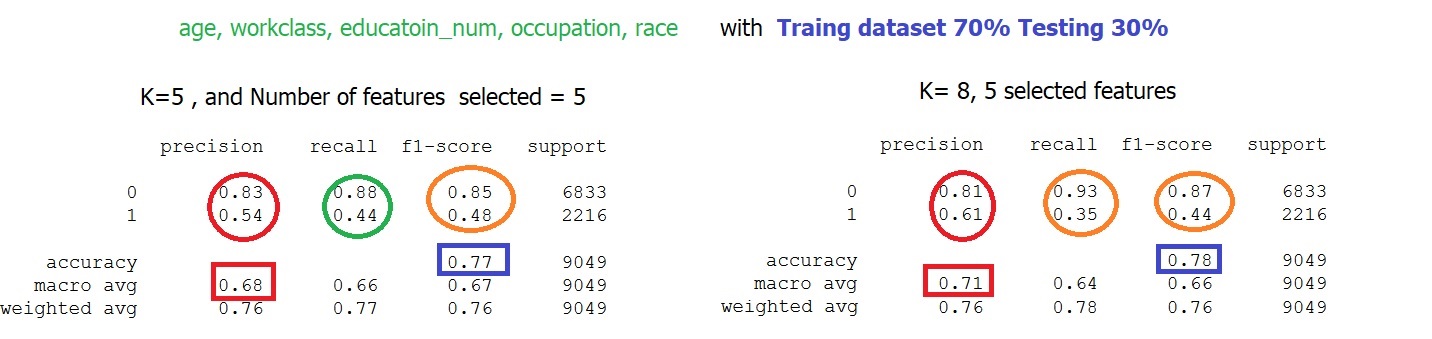 age, workclass, educatoin_num, occupation, race with Traing dataset 70% Testing 30%
K=5 , and Number of features selected = 5
precision recall f1-score support
0 0.83 0.88 0.85 6833
1 0.54 0.44 0.48 2216
accuracy 0.77 9049
macro avg 0.68 0.66 0.67 9049
weighted avg 0.76 0.77 0.76 9049
K= 8, 5 selected features
precision recall f1-score support
0 0.81 0.93 0.87 6833
1 0.61 0.35 0.44 2216
accuracy 0.78 9049
macro avg 0.71 0.64 0.66 9049
weighted avg 0.76 0.78 0.76 9049